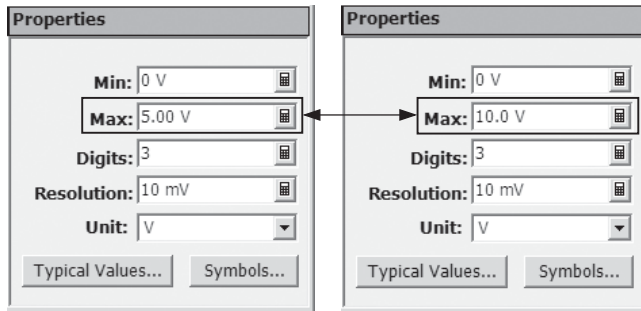 Properties
Min: 0 V
Max: 5.00 V
Digits: 3
Resolution: 10 mV
Unit: V
Typical Values... Symbols...
Properties
Min: 0 V
Max: 10.0 V
Digits: 3
Resolution: 10 mV
Unit: V
Typical Values... Symbols...